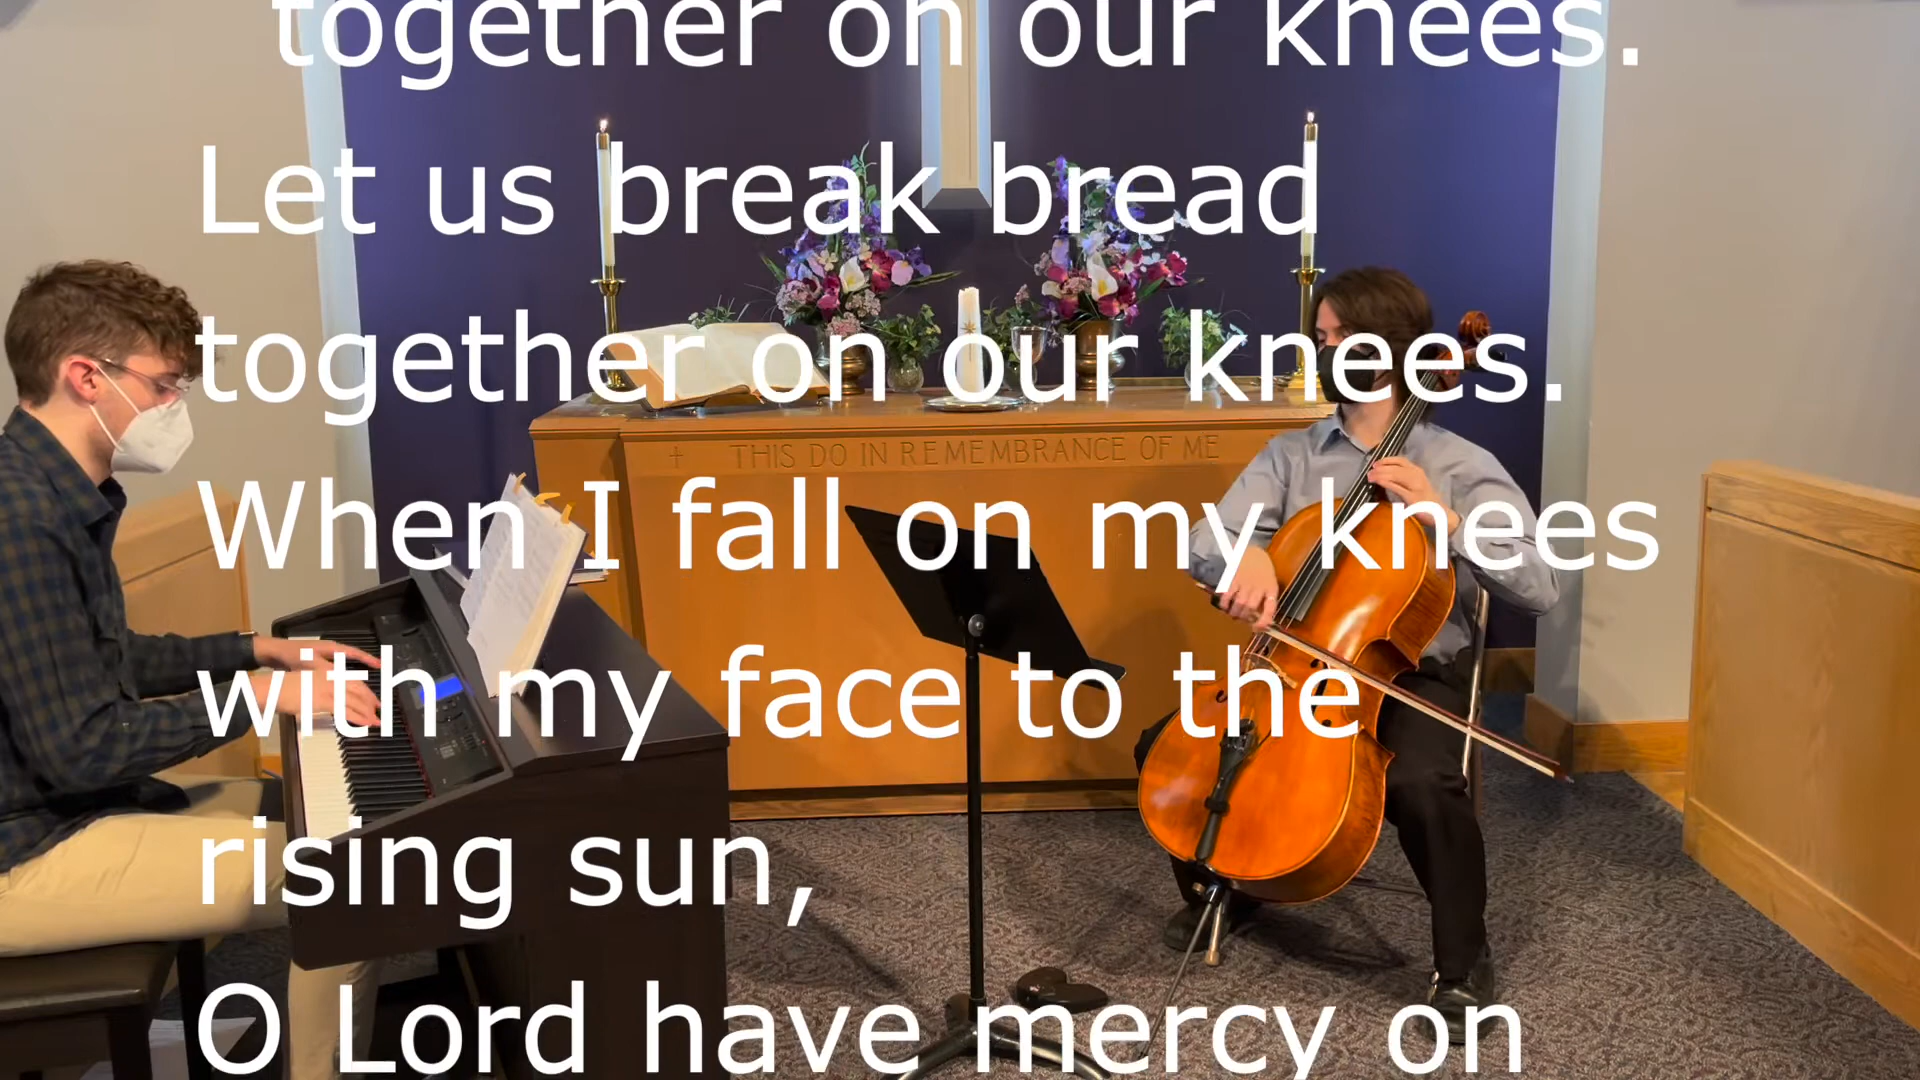 together on our knees.
Let us break bread
together on our knees.
THIS DO IN REMEMBRANCE OF ME
When I fall on my knees
with my face to the
rising sun,
O Lord have mercy on